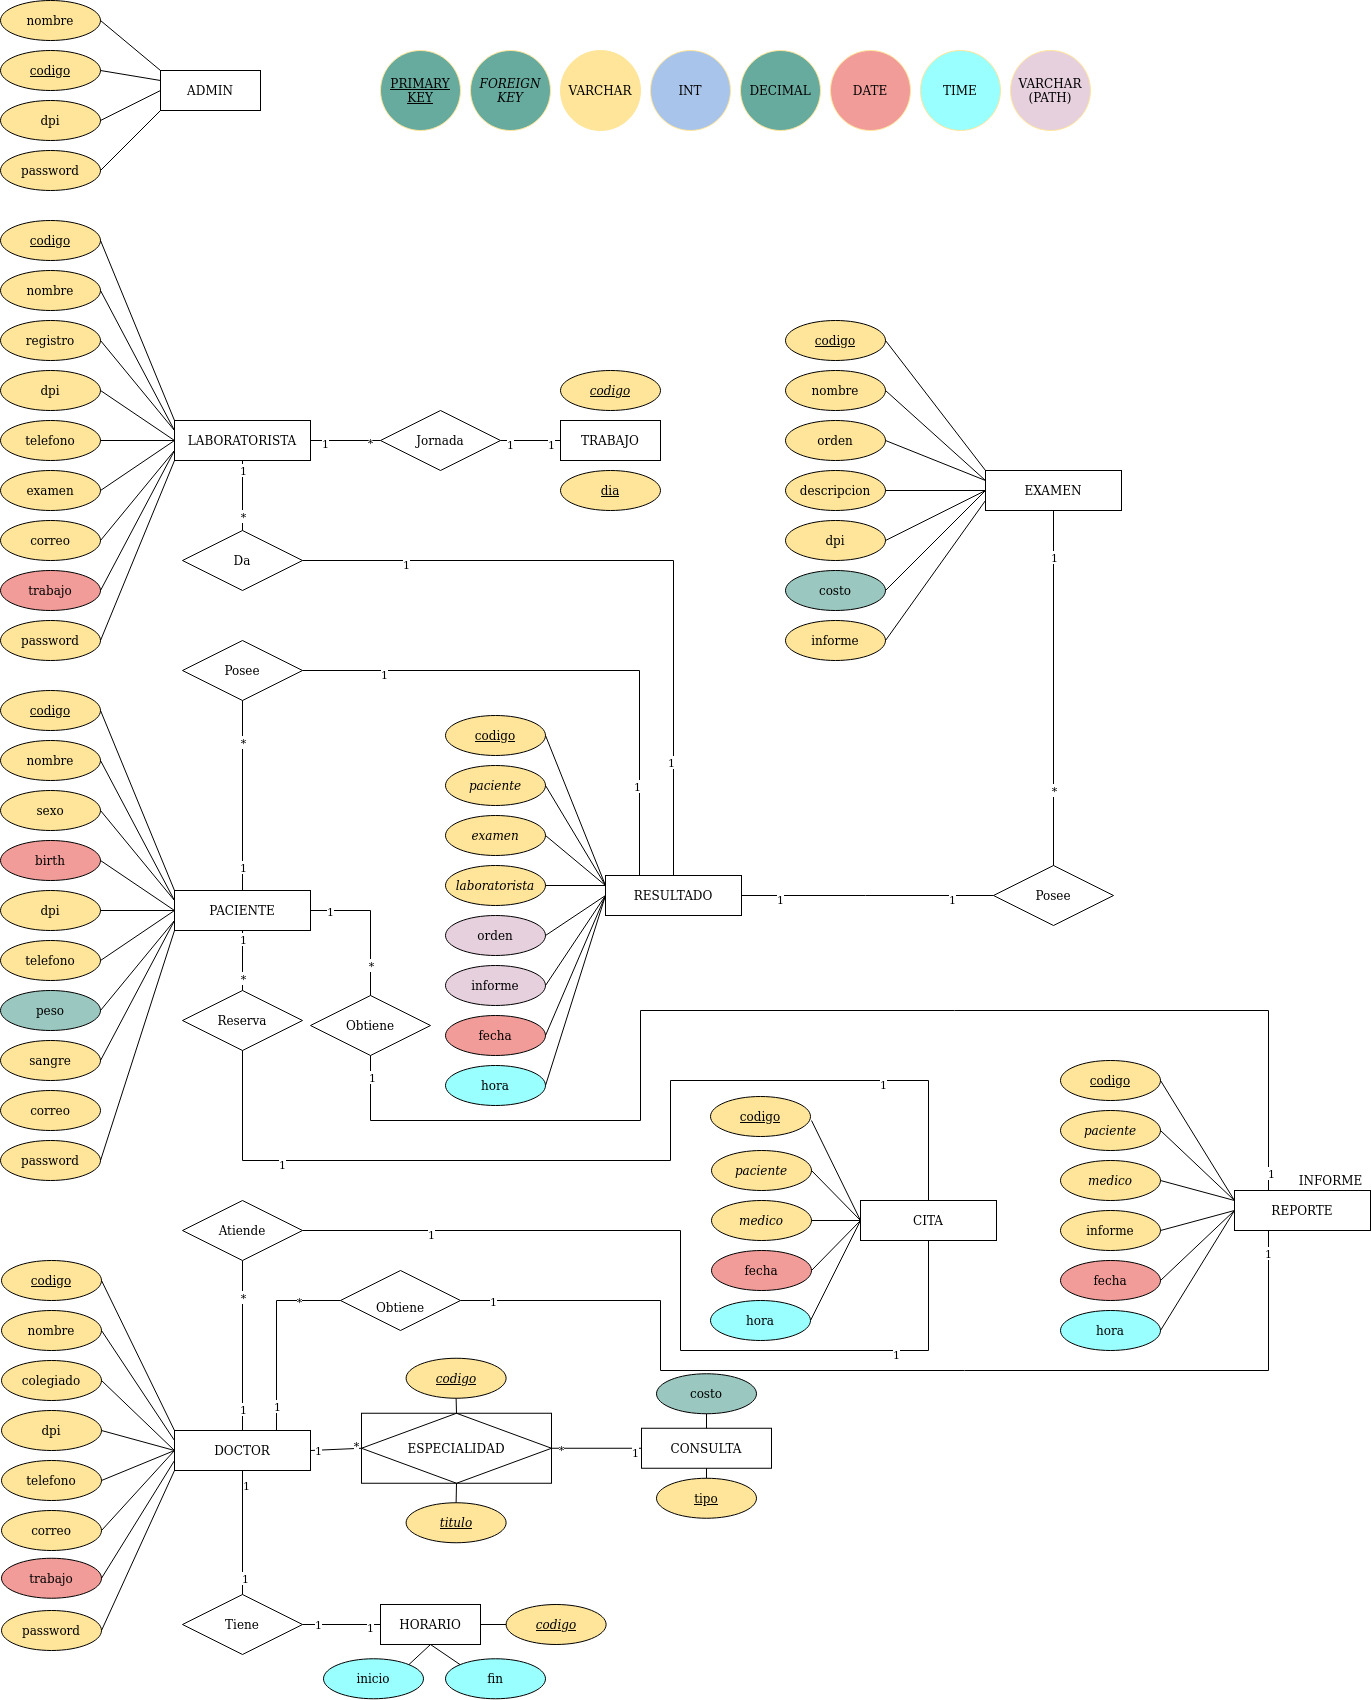 nombre
codigo
dpi
password
ADMIN
PRIMARY
KEY
FOREIGN
KEY
VARCHAR
INT
DECIMAL
DATE
TIME
VARCHAR
(PATH)
codigo
nombre
registro
dpi
telefono
examen
correo
trabajo
password
LABORATORISTA
1
*
Jornada
1
1
TRABAJO
codigo
dia
1
*
Da
1
1
codigo
nombre
orden
descripcion
dpi
costo
informe
EXAMEN
1
*
Posee
1
1
Posee
1
1
*
1
codigo
nombre
sexo
birth
dpi
telefono
peso
sangre
correo
password
PACIENTE
1
*
Reserva
1
1
1
*
Obtiene
1
1
codigo
paciente
examen
laboratorista
orden
informe
fecha
hora
RESULTADO
codigo
paciente
medico
fecha
hora
CITA
codigo
paciente
medico
informe
fecha
hora
INFORME
REPORTE
1
Atiende
1
1
*
1
Obtiene
*
1
1
codigo
nombre
colegiado
dpi
telefono
correo
trabajo
password
DOCTOR
1
*
codigo
ESPECIALIDAD
titulo
*
1
costo
CONSULTA
tipo
1
1
Tiene
1
1
HORARIO
codigo
inicio
fin